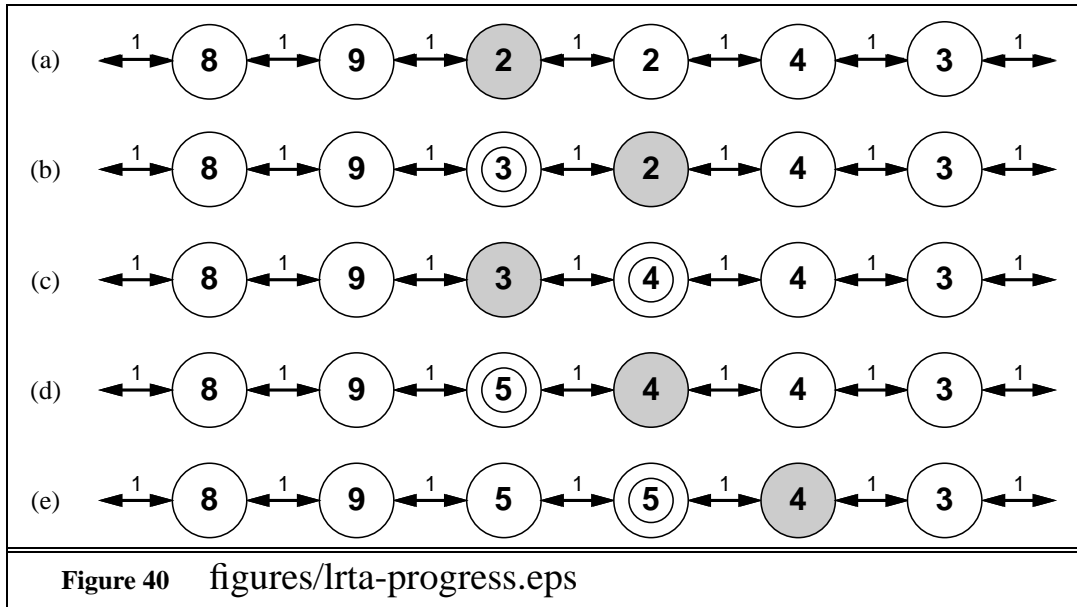 1 1 1 1 1 1 1
(a) 8 9 2 2 4 3
1 1 1 1 1 1 1
(b) 8 9 3 2 4 3
1 1 1 1 1 1 1
(c) 8 9 3 4 4 3
1 1 1 1 1 1 1
(d) 8 9 5 4 4 3
1 1 1 1 1 1 1
(e) 8 9 5 5 4 3
Figure 40 figures/lrta-progress.eps